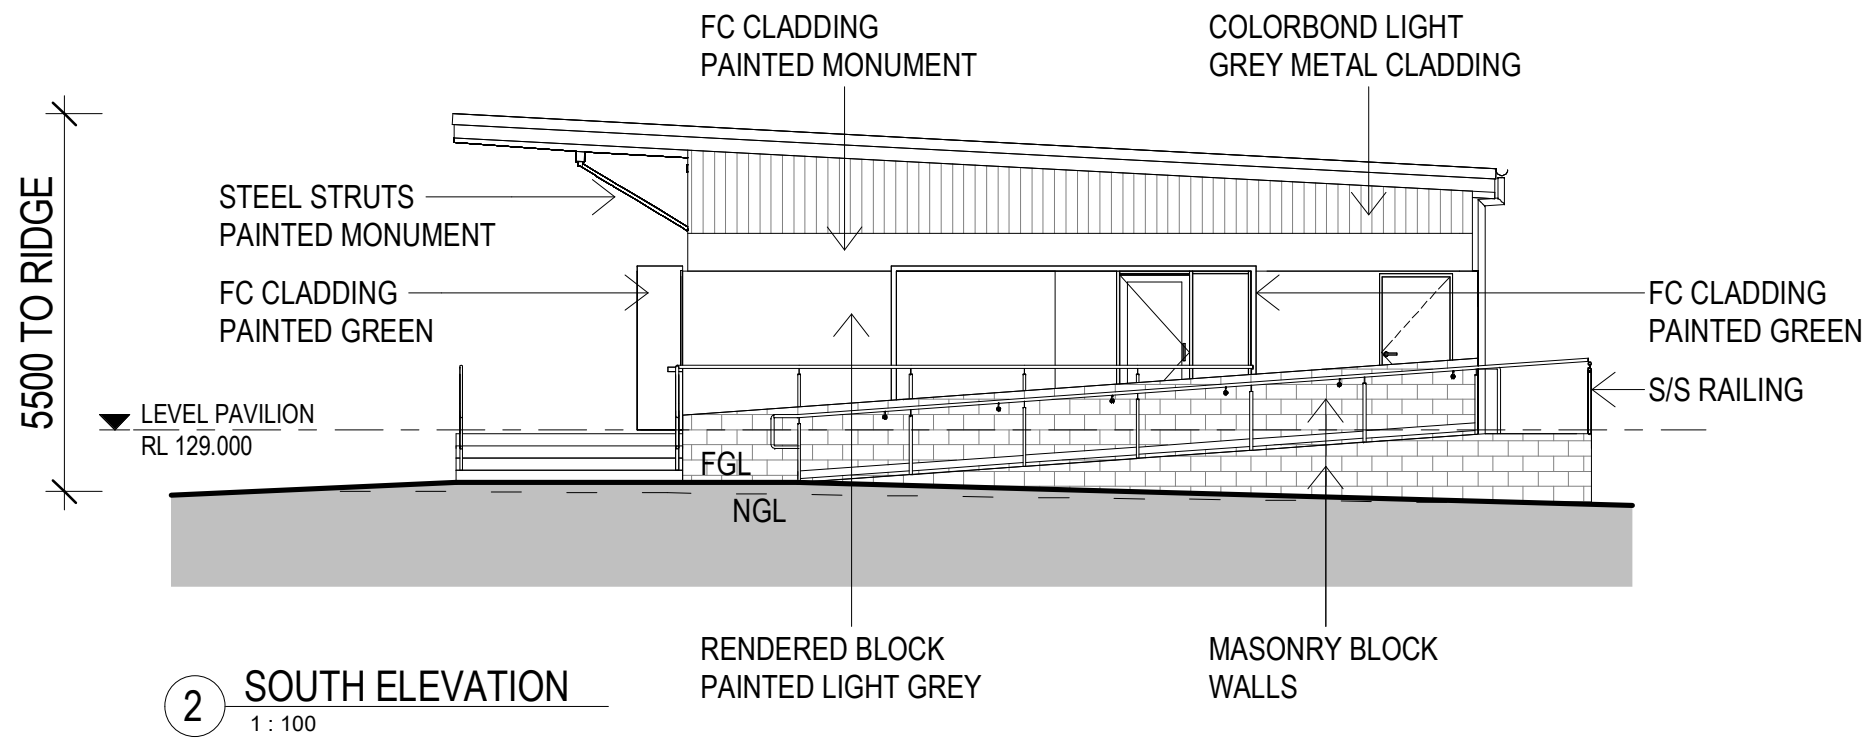 FC CLADDING
PAINTED MONUMENT
COLORBOND LIGHT
GREY METAL CLADDING
5500 TO RIDGE
STEEL STRUTS
PAINTED MONUMENT
FC CLADDING
PAINTED GREEN
FC CLADDING
PAINTED GREEN
S/S RAILING
LEVEL PAVILION
RL 129.000
FGL
NGL
RENDERED BLOCK
PAINTED LIGHT GREY
MASONRY BLOCK
WALLS
2 SOUTH ELEVATION
1 : 100